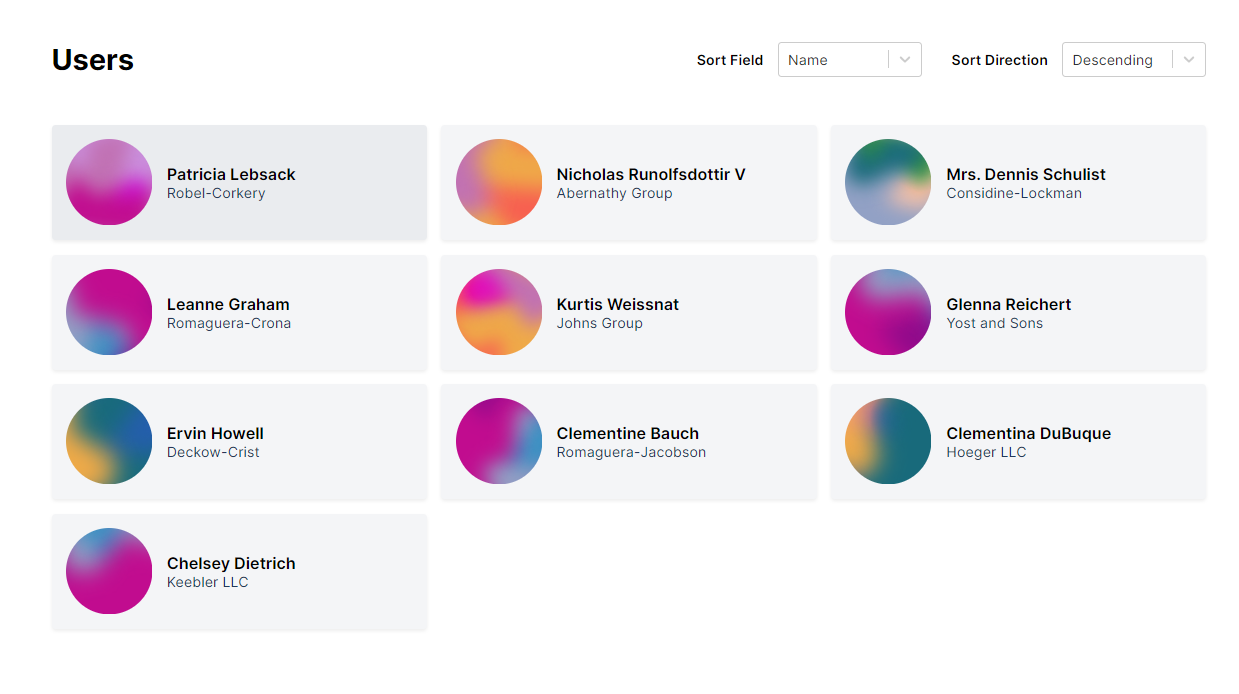 Users
Sort Field
Name
Sort Direction
Descending
Patricia Lebsack
Robel-Corkery
Nicholas Runolfsdottir V
Abernathy Group
Mrs. Dennis Schulist
Considine-Lockman
Leanne Graham
Romaguera-Crona
Kurtis Weissnat
Johns Group
Glenna Reichert
Yost and Sons
Ervin Howell
Deckow-Crist
Clementine Bauch
Romaguera-Jacobson
Clementina DuBuque
Hoeger LLC
Chelsey Dietrich
Keebler LLC